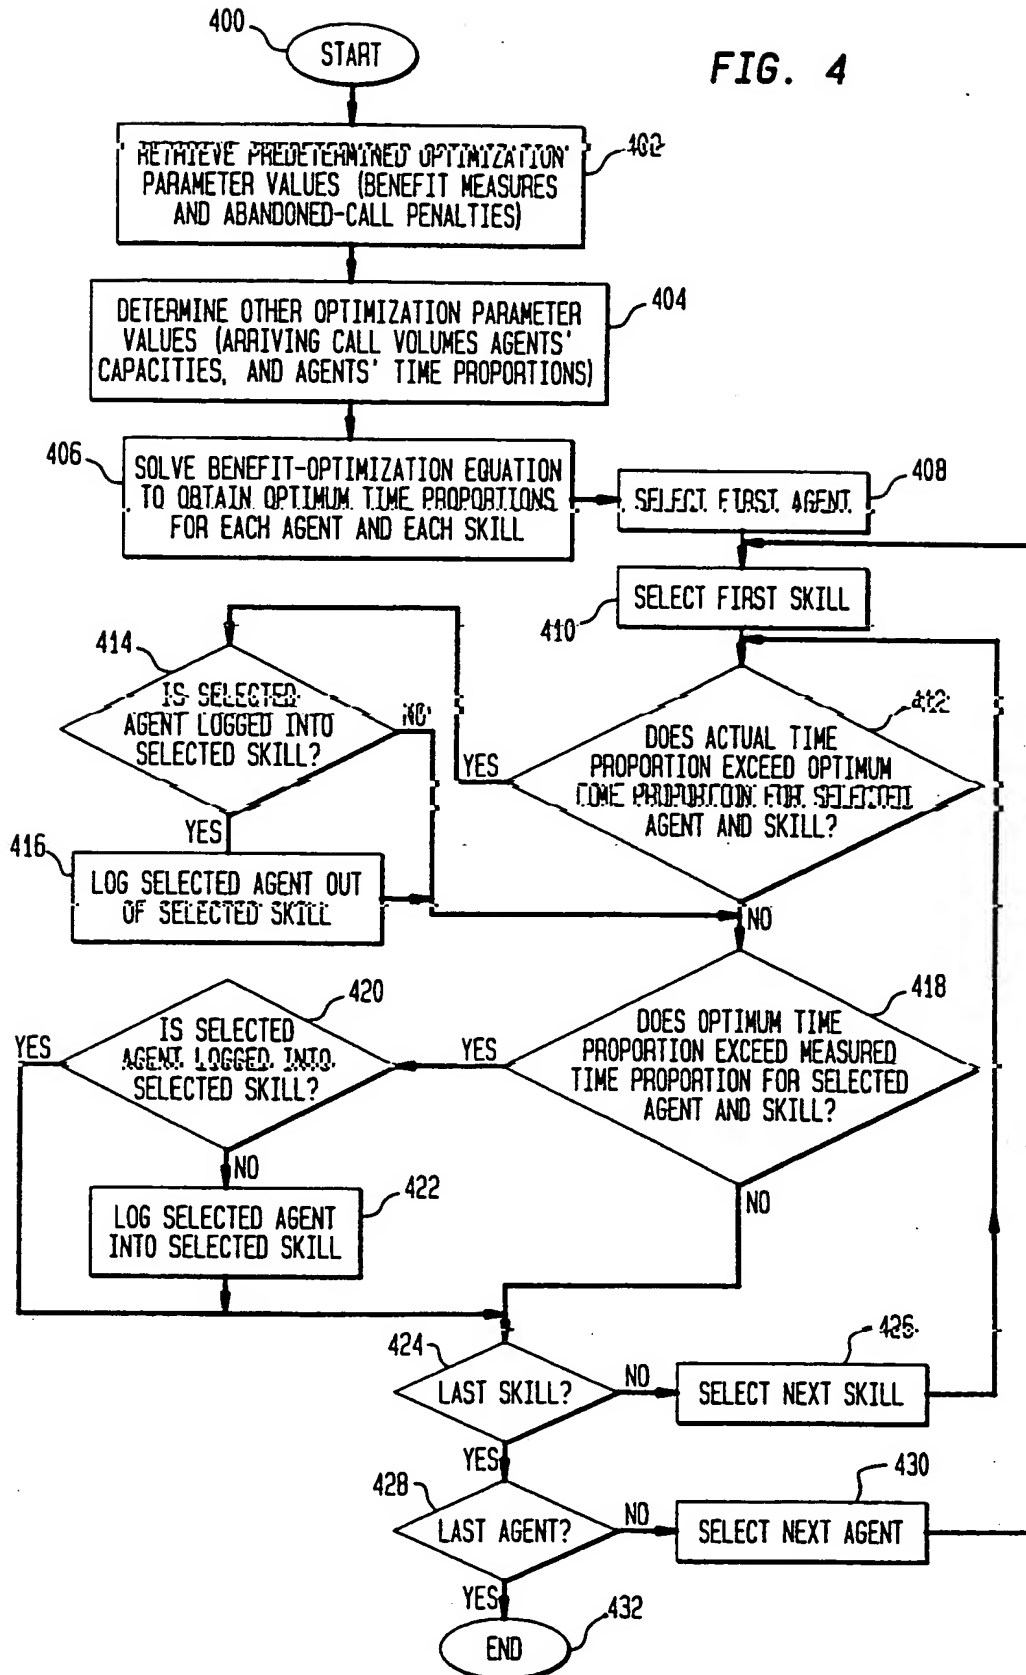 400
START
FIG. 4
402
RETRIEVE PREDETERMINED OPTIMIZATION
PARAMETER VALUES (BENEFIT MEASURES
AND ABANDONED-CALL PENALTIES)
404
DETERMINE OTHER OPTIMIZATION PARAMETER
VALUES (ARRIVING CALL VOLUMES AGENTS'
CAPACITIES, AND AGENTS' TIME PROPORTIONS)
406
SOLVE BENEFIT-OPTIMIZATION EQUATION
TO OBTAIN OPTIMUM TIME PROPORTIONS
FOR EACH AGENT AND EACH SKILL
408
SELECT FIRST AGENT
410
SELECT FIRST SKILL
414
IS SELECTED
AGENT LOGGED INTO
SELECTED SKILL?
NO
YES
412
DOES ACTUAL TIME
PROPORTION EXCEED OPTIMUM
TIME PROPORTION FOR SELECTED
AGENT AND SKILL?
YES
NO
416
LOG SELECTED AGENT OUT
OF SELECTED SKILL
418
DOES OPTIMUM TIME
PROPORTION EXCEED MEASURED
TIME PROPORTION FOR SELECTED
AGENT AND SKILL?
YES
NO
420
IS SELECTED
AGENT LOGGED INTO
SELECTED SKILL?
YES
NO
422
LOG SELECTED AGENT
INTO SELECTED SKILL
424
LAST SKILL?
NO
YES
426
SELECT NEXT SKILL
428
LAST AGENT?
NO
YES
430
SELECT NEXT AGENT
432
END